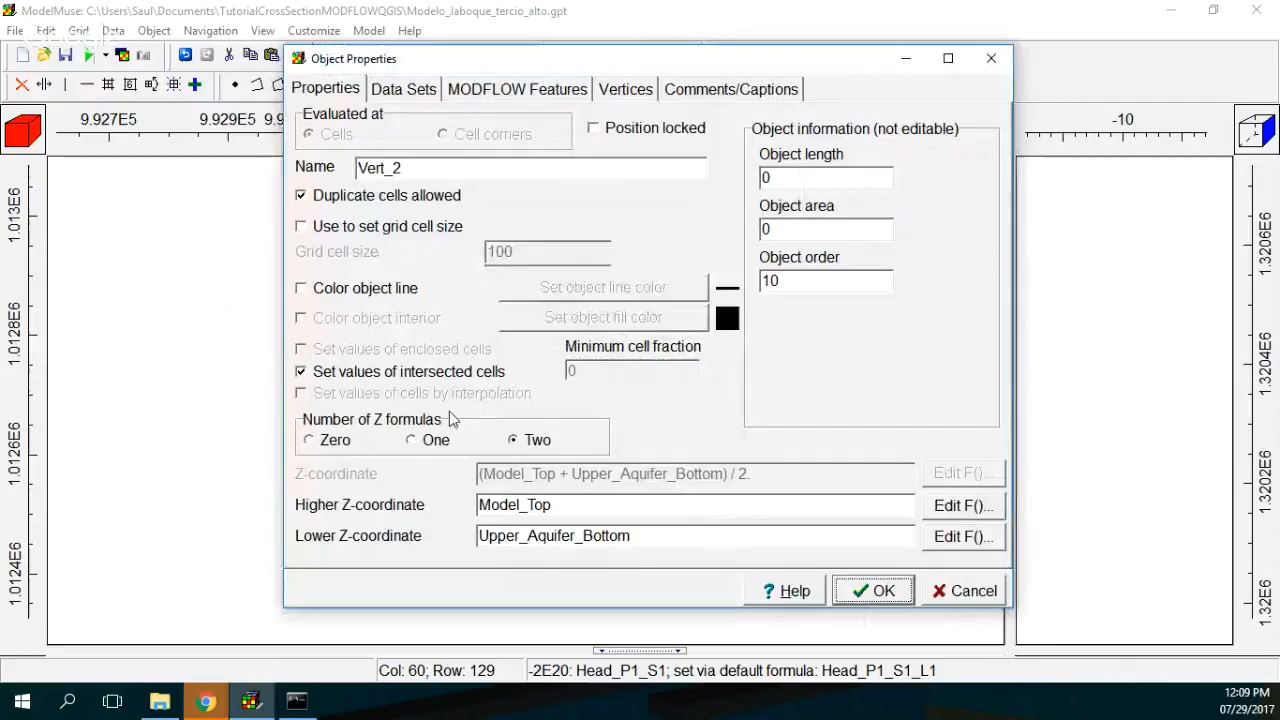 ModelMuse: C:\Users\Saul\Documents\TutorialCrossSectionMODFLOWQGIS\Modelo_Jaboque_tercio_alto.gpt
File Edit Grid Data Object Navigation View Customize Model Help
Object Properties
Properties Data Sets MODFLOW Features Vertices Comments/Captions
Evaluated at
Cells Cell corners
Position locked
Name Vert_2
Duplicate cells allowed
Use to set grid cell size
Grid cell size 100
Color object line Set object line color
Color object interior Set object fill color
Set values of enclosed cells Minimum cell fraction
Set values of intersected cells 0
Set values of cells by interpolation
Number of Z formulas
Zero One Two
Z-coordinate (Model_Top + Upper_Aquifer_Bottom) / 2. Edit F()...
Higher Z-coordinate Model_Top Edit F()...
Lower Z-coordinate Upper_Aquifer_Bottom Edit F()...
Object information (not editable)
Object length
0
Object area
0
Object order
10
Help OK Cancel
9.927E5 9.929E5 -10
1.013E6
1.0128E6
1.0126E6
1.0124E6
1.3206E6
1.3204E6
1.3202E6
1.32E6
Col: 60; Row: 129 -2E20: Head_P1_S1; set via default formula: Head_P1_S1_L1
12:09 PM
07/29/2017